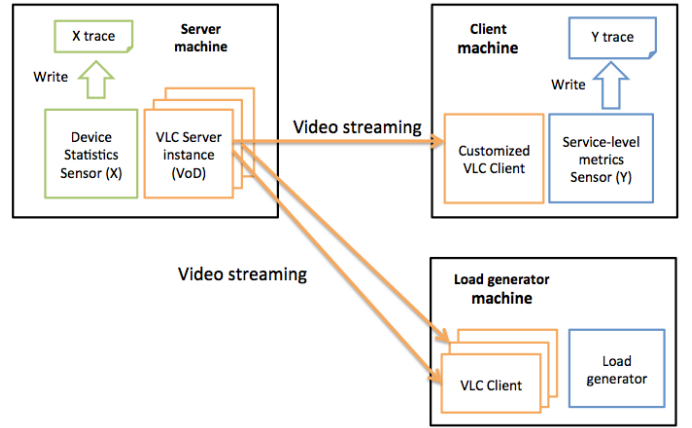 X trace
Server
machine
Write
Device
Statistics
Sensor (X)
VLC Server
instance
(VoD)
Video streaming
Client
machine
Y trace
Write
Customized
VLC Client
Service-level
metrics
Sensor (Y)
Video streaming
Load generator
machine
VLC Client
Load
generator